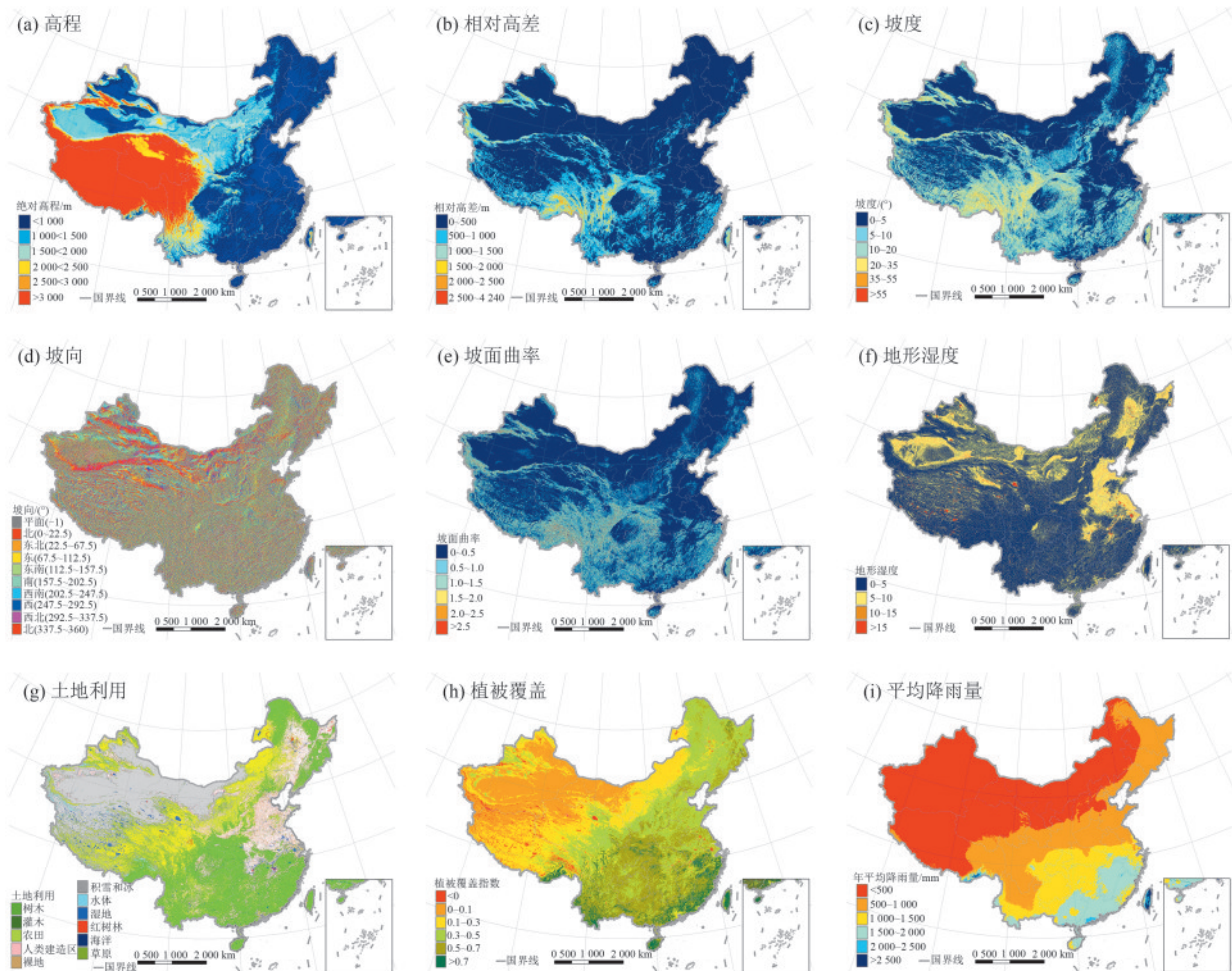 (a) 高程
绝对高程/m
<1 000
1 000<1 500
1 500<2 000
2 000<2 500
2 500<3 000
>3 000
国界线
0 500 1 000 2 000 km
(b) 相对高差
相对高差/m
0~500
500~1 000
1 000~1 500
1 500~2 000
2 000~2 500
2 500~4 240
国界线
0 500 1 000 2 000 km
(c) 坡度
坡度/(°)
0~5
5~10
10~20
20~35
35~55
>55
国界线
0 500 1 000 2 000 km
(d) 坡向
坡向/(°)
平面(−1)
北(0~22.5)
东北(22.5~67.5)
东(67.5~112.5)
东南(112.5~157.5)
南(157.5~202.5)
西南(202.5~247.5)
西(247.5~292.5)
西北(292.5~337.5)
北(337.5~360)
国界线
0 500 1 000 2 000 km
(e) 坡面曲率
坡面曲率
0~0.5
0.5~1.0
1.0~1.5
1.5~2.0
2.0~2.5
>2.5
国界线
0 500 1 000 2 000 km
(f) 地形湿度
地形湿度
0~5
5~10
10~15
>15
国界线
0 500 1 000 2 000 km
(g) 土地利用
土地利用
树木
灌木
农田
人类建造区
裸地
积雪和冰
水体
湿地
红树林
海洋
草原
国界线
0 500 1 000 2 000 km
(h) 植被覆盖
植被覆盖指数
<0
0~0.1
0.1~0.3
0.3~0.5
0.5~0.7
>0.7
国界线
0 500 1 000 2 000 km
(i) 平均降雨量
年平均降雨量/mm
<500
500~1 000
1 000~1 500
1 500~2 000
2 000~2 500
>2 500
国界线
0 500 1 000 2 000 km